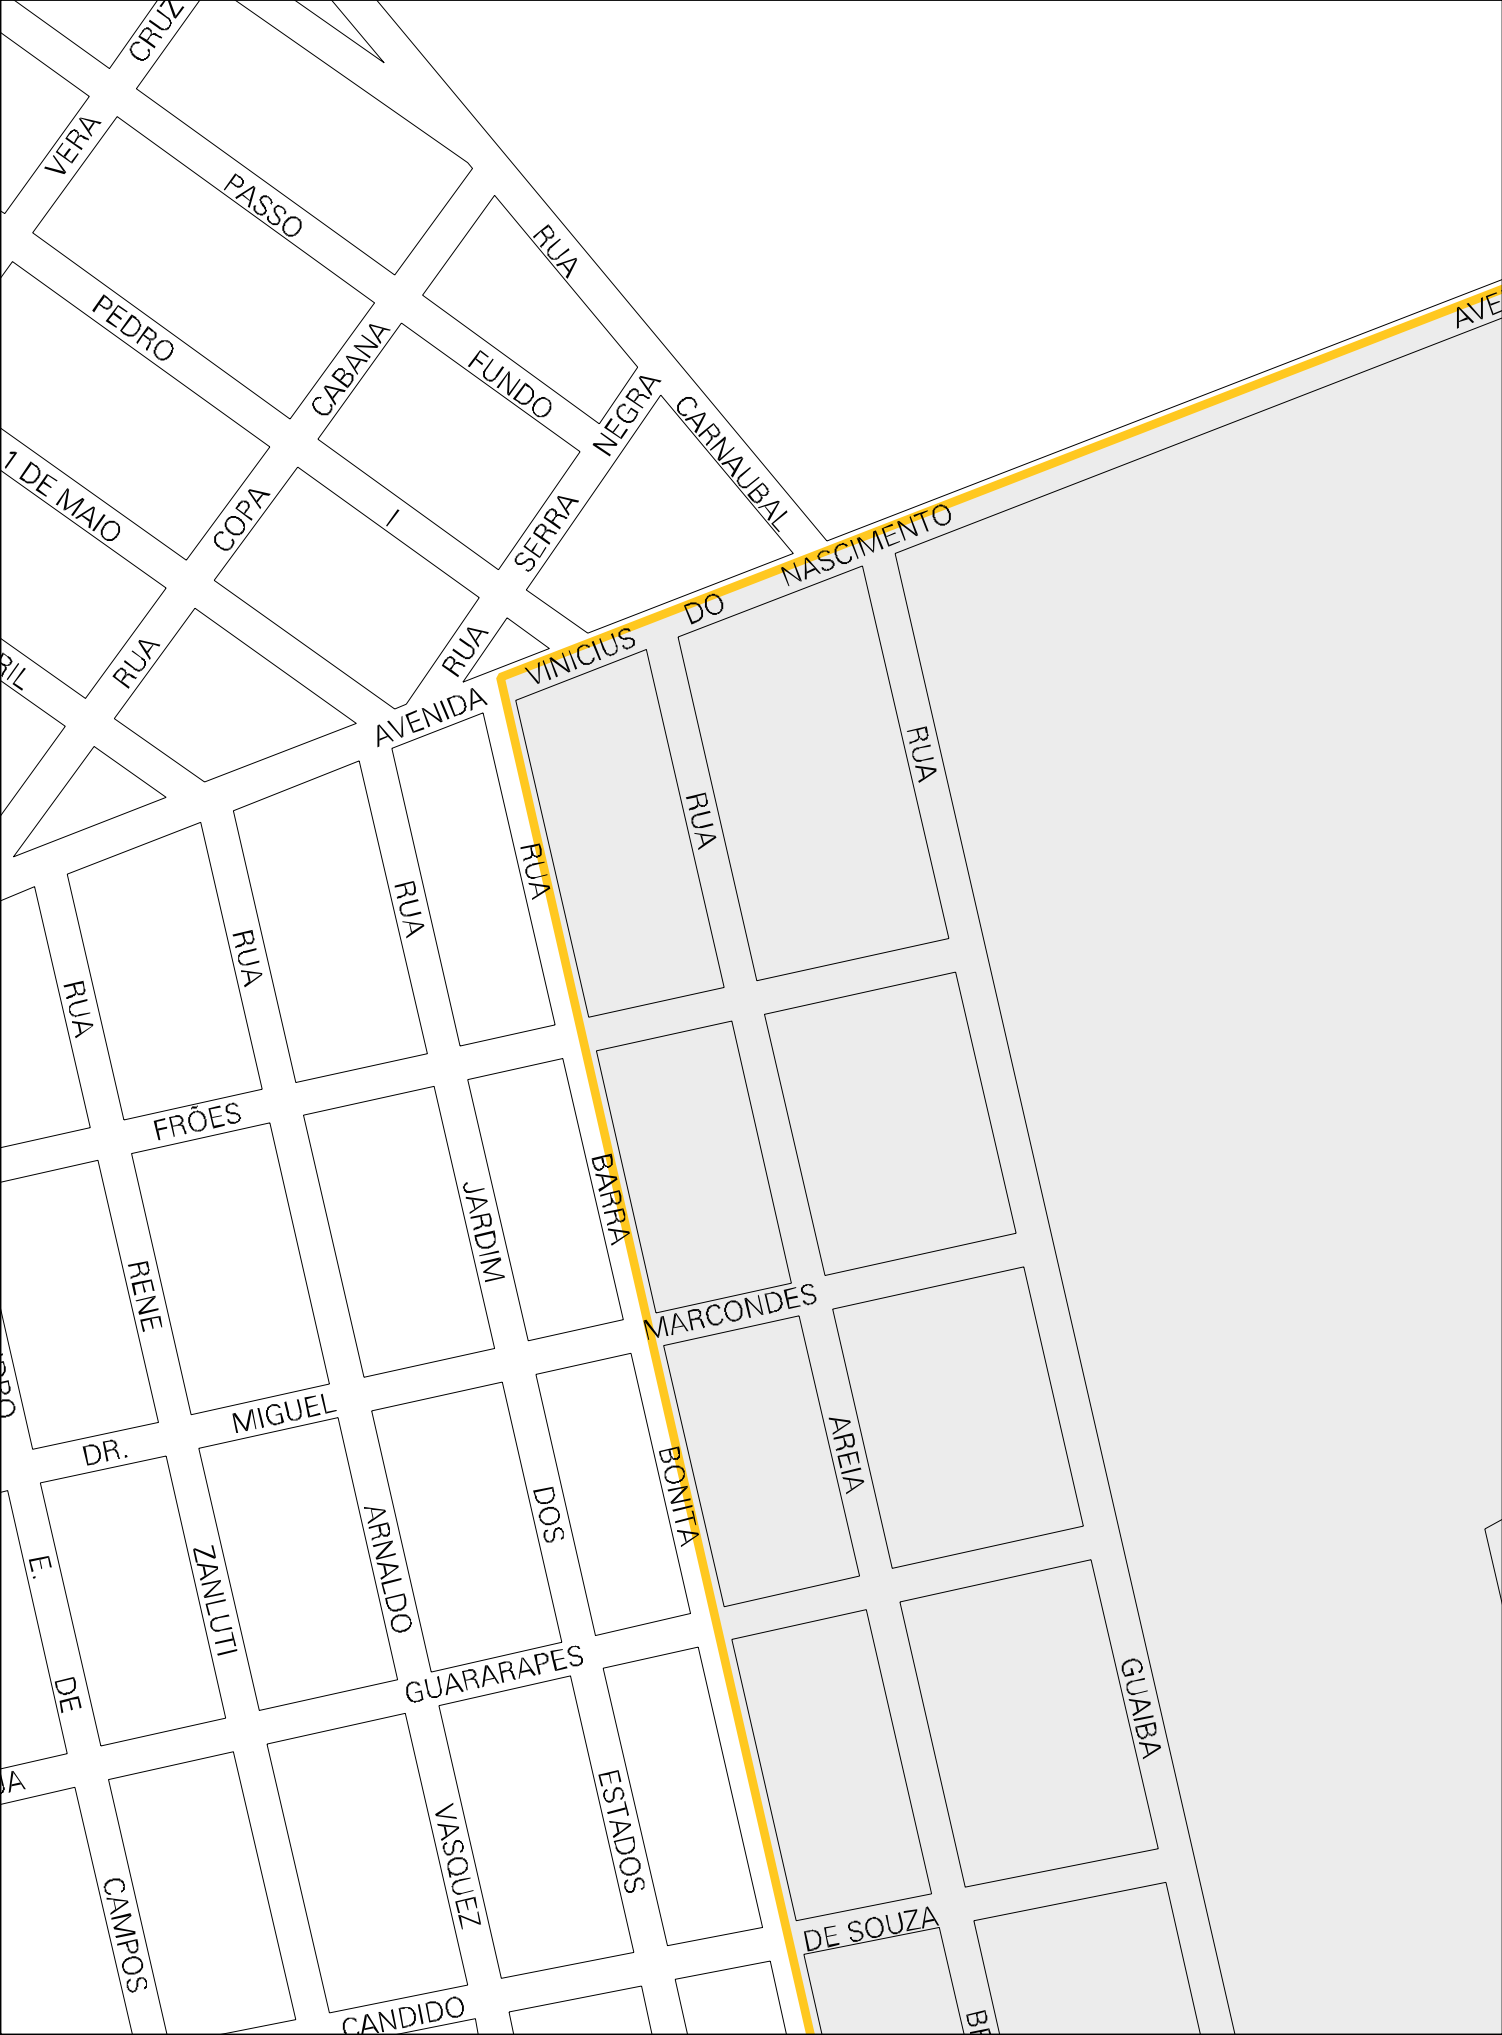 CRUZ
VERA
PASSO
RUA
PEDRO
AVE
CABANA
FUNDO
NEGRA
CARNAUBAL
1 DE MAIO
COPA
I
SERRA
NASCIMENTO
DO
RUA
RUA
VINICIUS
RIL
AVENIDA
RUA
RUA
RUA
RUA
RUA
RUA
FRÕES
BARRA
JARDIM
RENE
MARCONDES
MIGUEL
DR.
AREIA
BONITA
DOS
ARNALDO
E.
ZANLUTI
GUARARAPES
DE
GUAIBA
ESTADOS
VASQUEZ
CAMPOS
DE SOUZA
CANDIDO